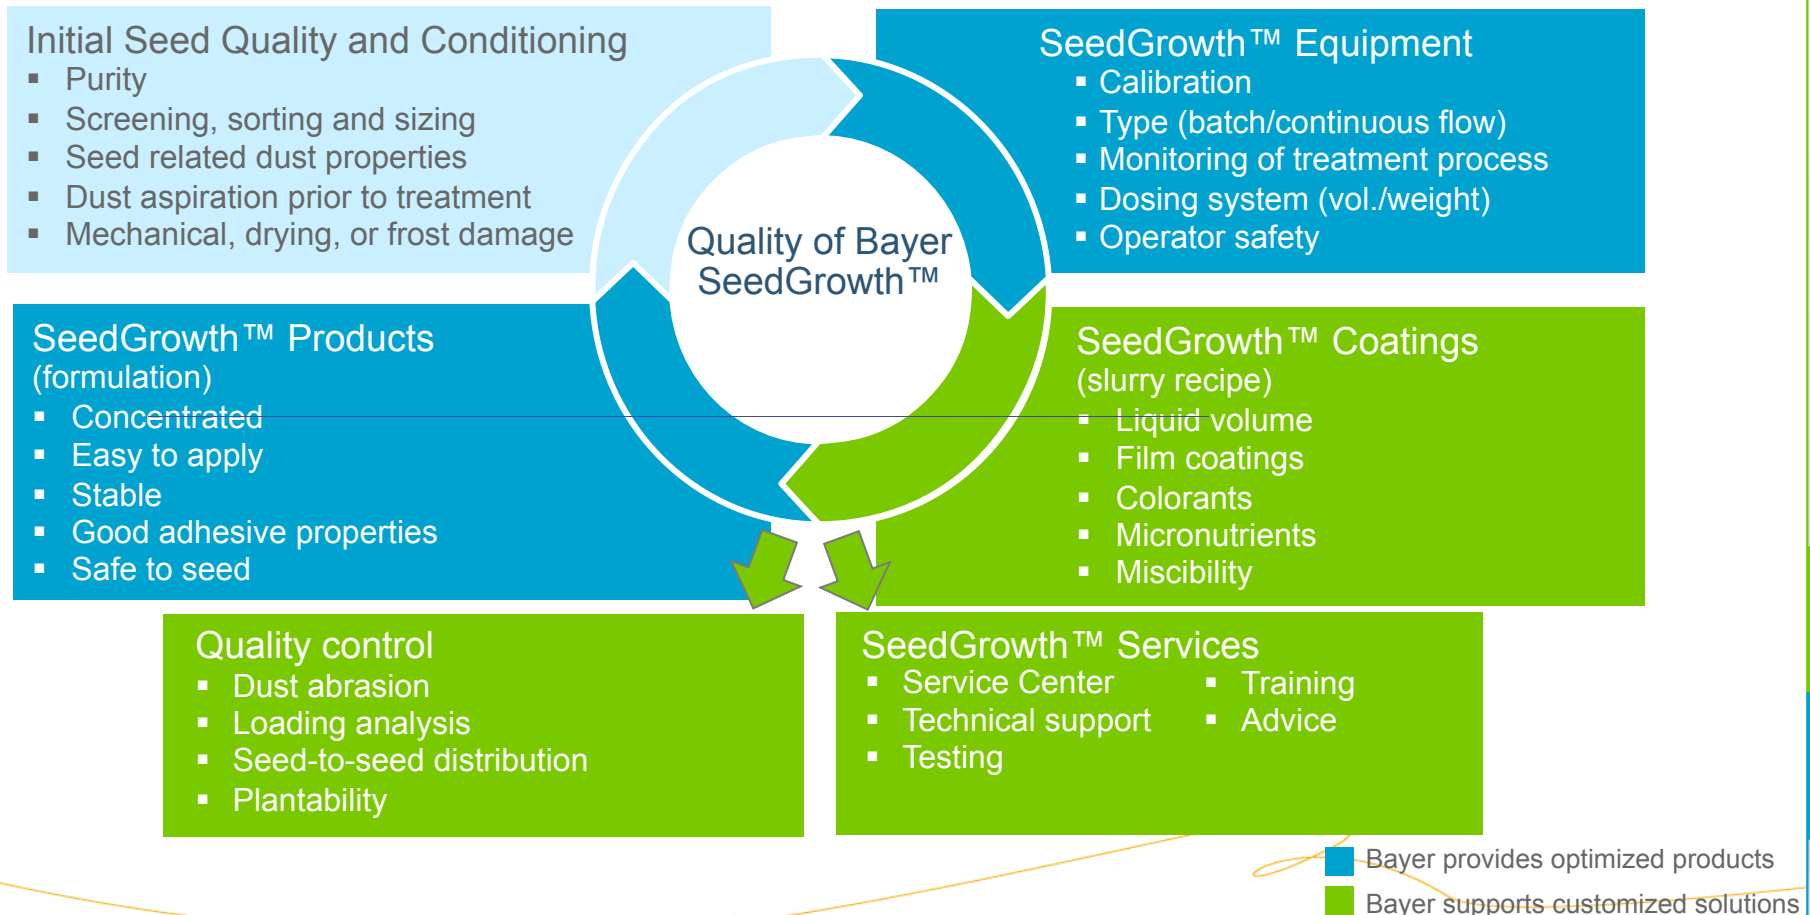 Initial Seed Quality and Conditioning
▪ Purity
▪ Screening, sorting and sizing
▪ Seed related dust properties
▪ Dust aspiration prior to treatment
▪ Mechanical, drying, or frost damage
SeedGrowth™ Equipment
▪ Calibration
▪ Type (batch/continuous flow)
▪ Monitoring of treatment process
▪ Dosing system (vol./weight)
▪ Operator safety
Quality of Bayer
SeedGrowth™
SeedGrowth™ Products
(formulation)
▪ Concentrated
▪ Easy to apply
▪ Stable
▪ Good adhesive properties
▪ Safe to seed
SeedGrowth™ Coatings
(slurry recipe)
▪ Liquid volume
▪ Film coatings
▪ Colorants
▪ Micronutrients
▪ Miscibility
Quality control
▪ Dust abrasion
▪ Loading analysis
▪ Seed-to-seed distribution
▪ Plantability
SeedGrowth™ Services
▪ Service Center
▪ Technical support
▪ Testing
▪ Training
▪ Advice
Bayer provides optimized products
Bayer supports customized solutions